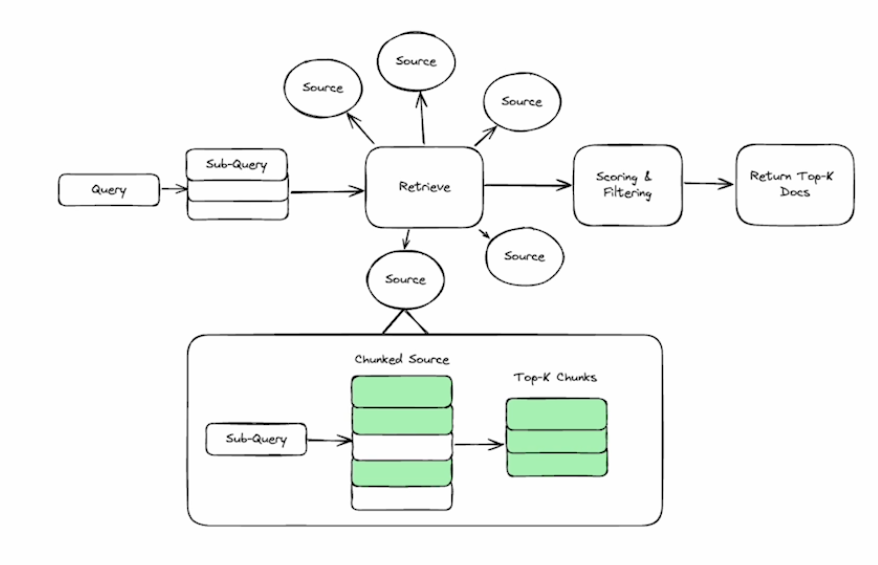 Source
Source
Source
Query
Sub-Query
Retrieve
Scoring &
Filtering
Return Top-K
Docs
Source
Source
Chunked Source
Top-K Chunks
Sub-Query